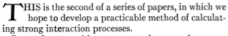 THIS is the second of a series of papers, in which we
hope to develop a practicable method of calculat-
ing strong interaction processes.